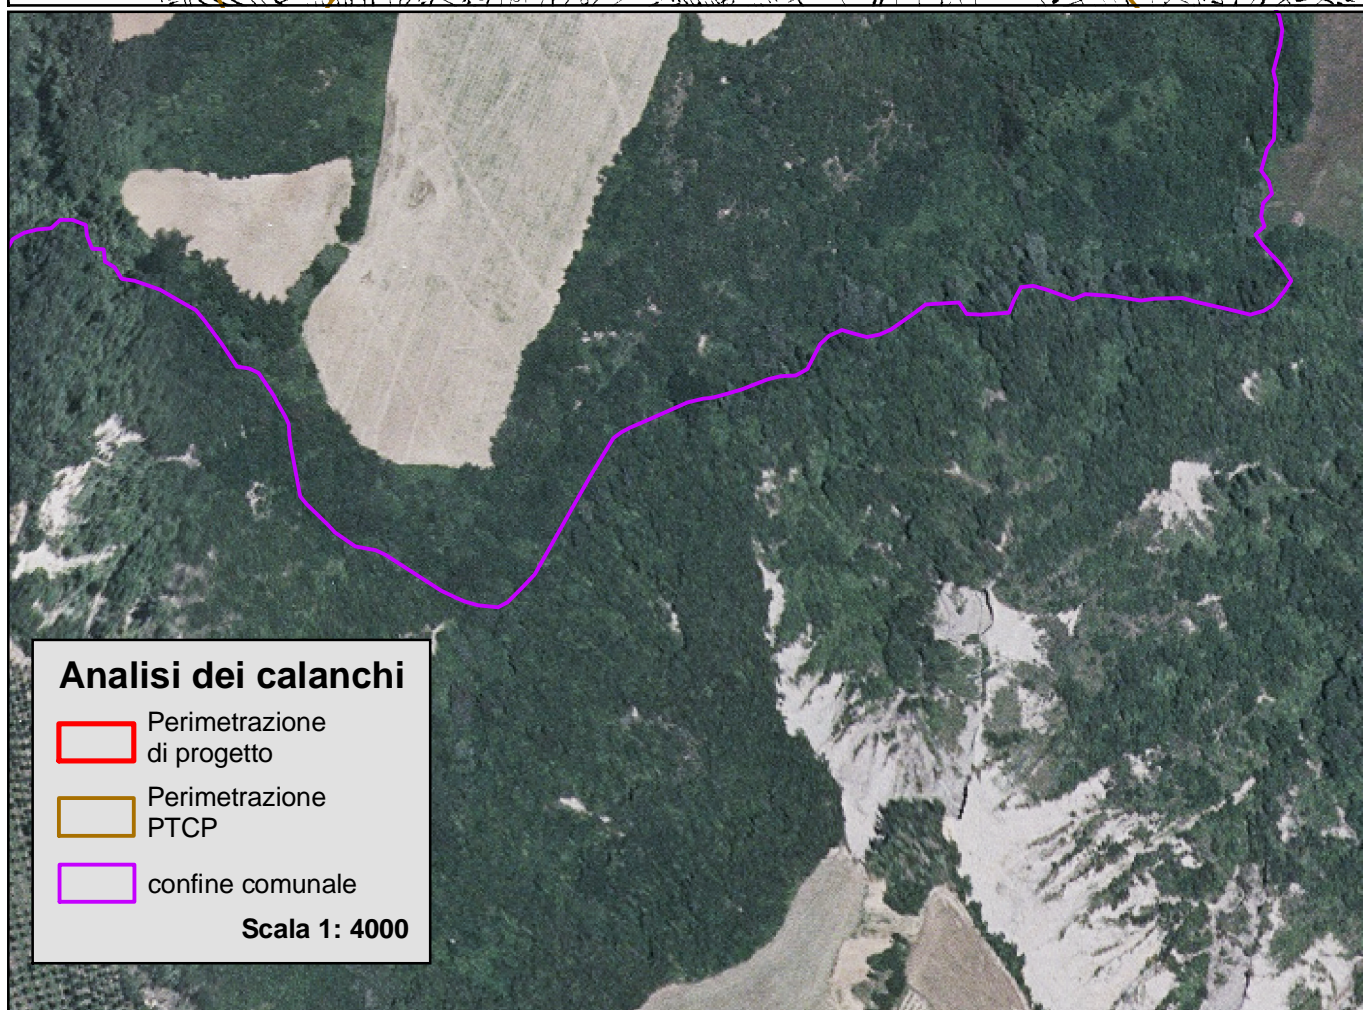 Analisi dei calanchi
Perimetrazione
di progetto
Perimetrazione
PTCP
confine comunale
Scala 1: 4000